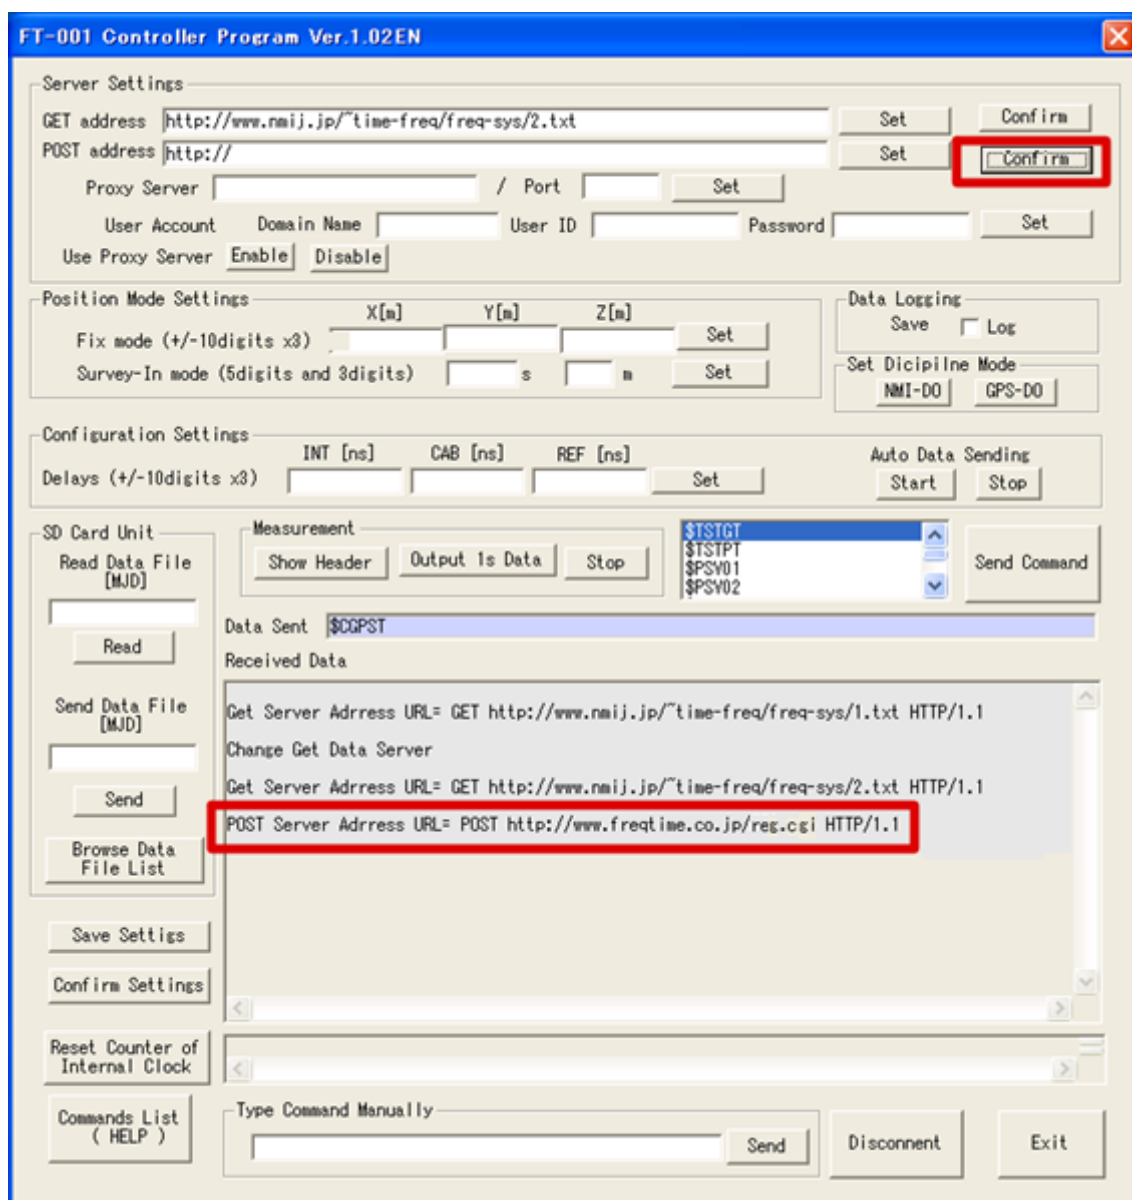 FT-001 Controller Program Ver.1.02EN
Server Settings
GET address http://www.nmij.jp/~time-freq/freq-sys/2.txt Set Confirm
POST address http:// Set Confirm
Proxy Server / Port Set
User Account Domain Name User ID Password Set
Use Proxy Server Enable Disable
Position Mode Settings
X[m] Y[m] Z[m]
Fix mode (+/-10digits x3) Set
Survey-In mode (5digits and 3digits) s m Set
Data Logging
Save Log
Set Dicipilne Mode
NMI-DO GPS-DO
Configuration Settings
INT [ns] CAB [ns] REF [ns]
Delays (+/-10digits x3) Set
Auto Data Sending
Start Stop
SD Card Unit
Read Data File
[MJD]
Read
Send Data File
[MJD]
Send
Browse Data
File List
Measurement
Show Header Output 1s Data Stop
$TSTGT
$TSTPT
$PSV01
$PSV02
Send Command
Data Sent $CGPST
Received Data
Get Server Adrress URL= GET http://www.nmij.jp/~time-freq/freq-sys/1.txt HTTP/1.1
Change Get Data Server
Get Server Adrress URL= GET http://www.nmij.jp/~time-freq/freq-sys/2.txt HTTP/1.1
POST Server Adrress URL= POST http://www.freqtime.co.jp/reg.cgi HTTP/1.1
Save Settigs
Confirm Settings
Reset Counter of
Internal Clock
Commands List
( HELP )
Type Command Manually
Send
Disconnent
Exit